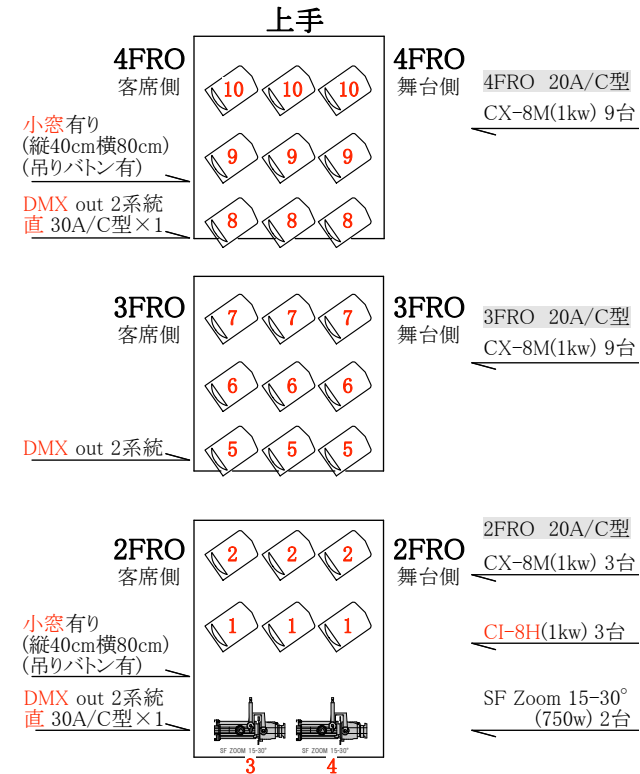 上手
4FRO
客席側
4FRO
舞台側
10 10 10
9 9 9
8 8 8
小窓有り
(縦40cm横80cm)
(吊りバトン有)
DMX out 2系統
直 30A/C型×1
4FRO 20A/C型
CX-8M(1kw) 9台
3FRO
客席側
3FRO
舞台側
7 7 7
6 6 6
5 5 5
DMX out 2系統
3FRO 20A/C型
CX-8M(1kw) 9台
2FRO
客席側
2FRO
舞台側
2 2 2
1 1 1
小窓有り
(縦40cm横80cm)
(吊りバトン有)
DMX out 2系統
直 30A/C型×1
SF ZOOM 15-30° SF ZOOM 15-30°
3 4
2FRO 20A/C型
CX-8M(1kw) 3台
CI-8H(1kw) 3台
SF Zoom 15-30°
(750w) 2台